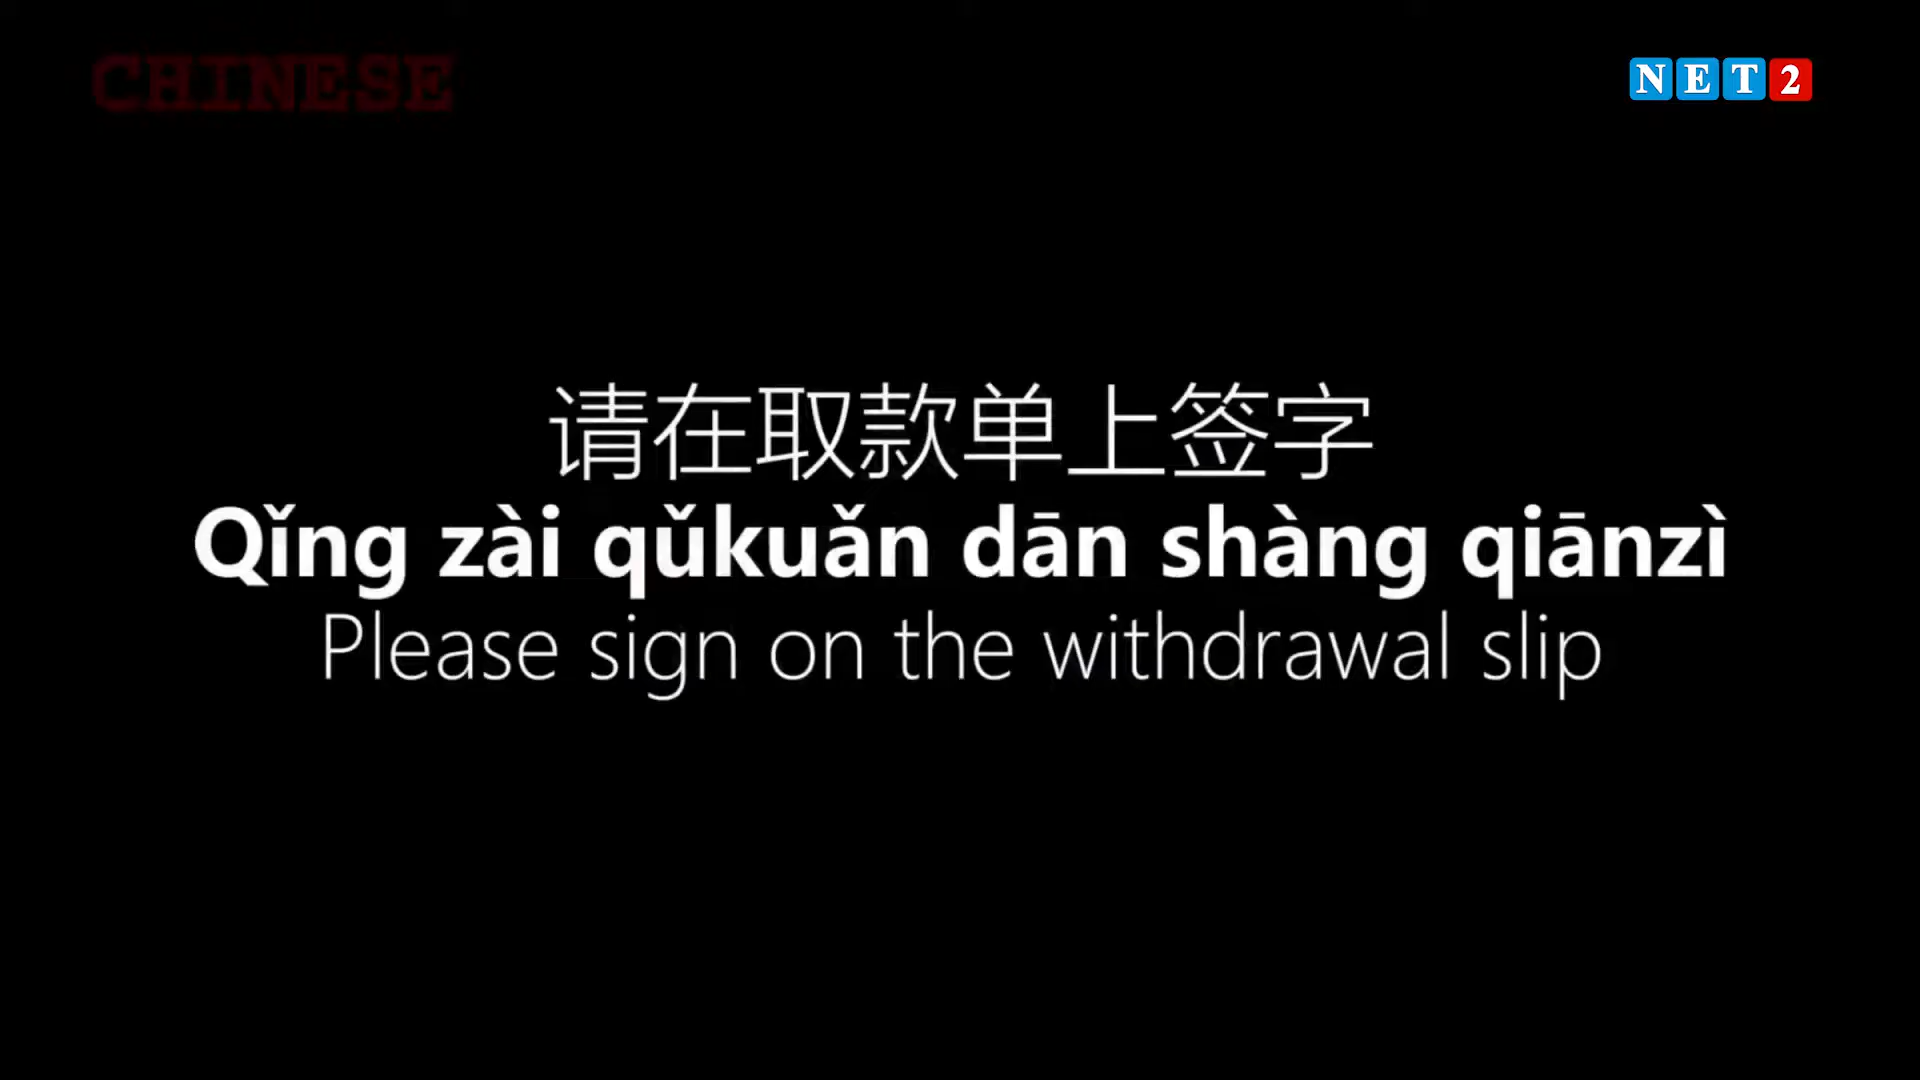 CHINESE
NET2
请在取款单上签字
Qǐng zài qǔkuǎn dān shàng qiānzì
Please sign on the withdrawal slip